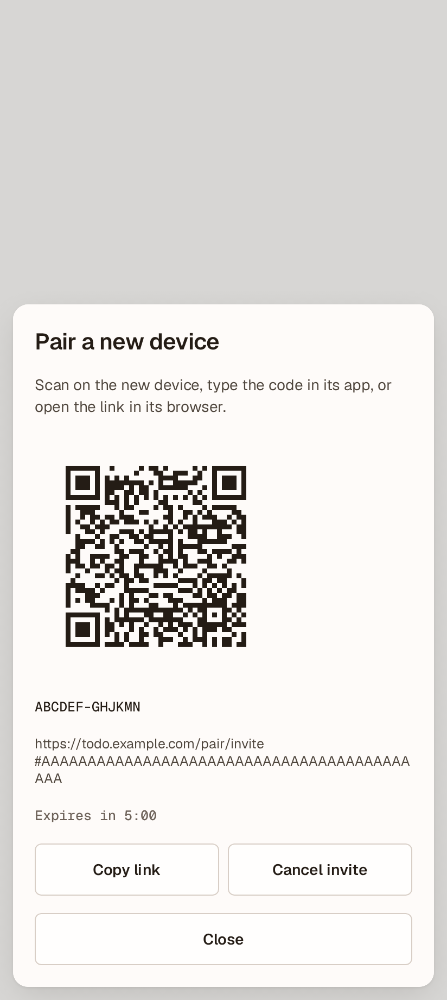 Pair a new device
Scan on the new device, type the code in its app, or
open the link in its browser.
ABCDEF-GHJKMN
https://todo.example.com/pair/invite
#AAAAAAAAAAAAAAAAAAAAAAAAAAAAAAAAAAAAAAAA
AAA
Expires in 5:00
Copy link
Cancel invite
Close